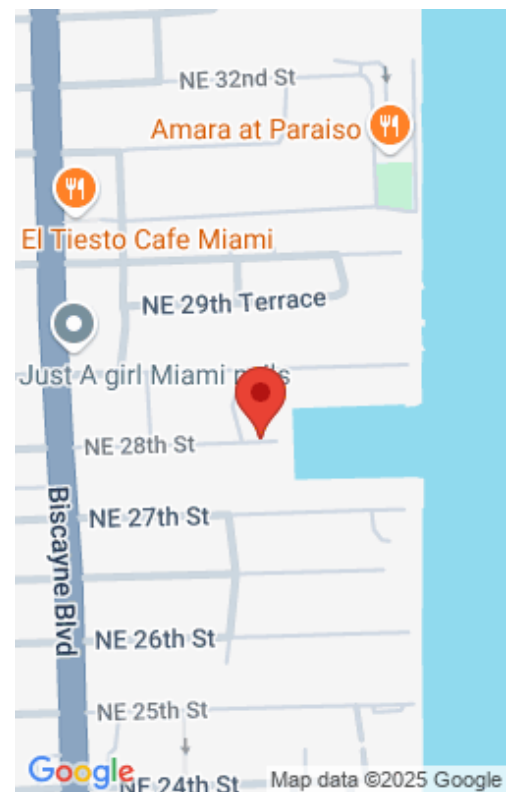 NE 32nd St
Amara at Paraiso
El Tiesto Cafe Miami
NE 29th Terrace
Just A girl Miami nails
NE 28th St
Biscayne Blvd
NE 27th St
NE 26th St
NE 25th St
NE 24th St
Google
Map data ©2025 Google